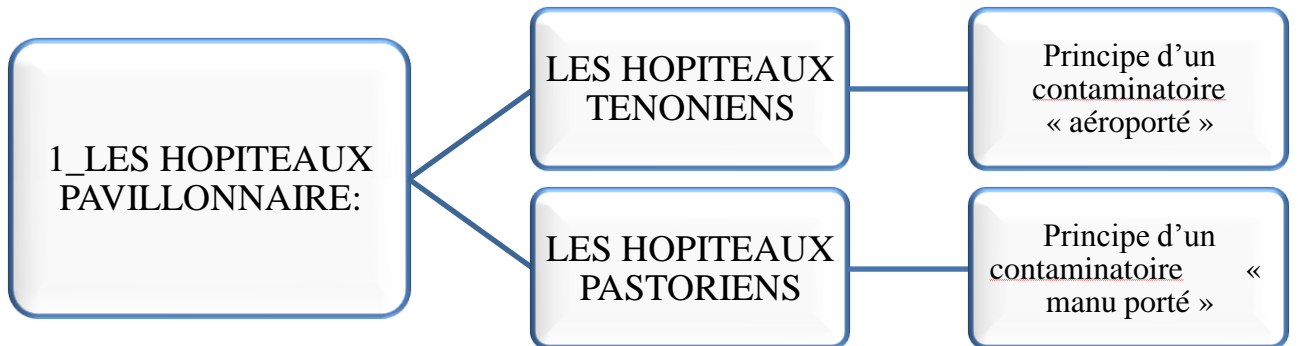 1_LES HOPITEAUX
PAVILLONNAIRE:
LES HOPITEAUX
TENONIENS
Principe d’un
contaminatoire
« aéroporté »
LES HOPITEAUX
PASTORIENS
Principe d’un
contaminatoire «
manu porté »